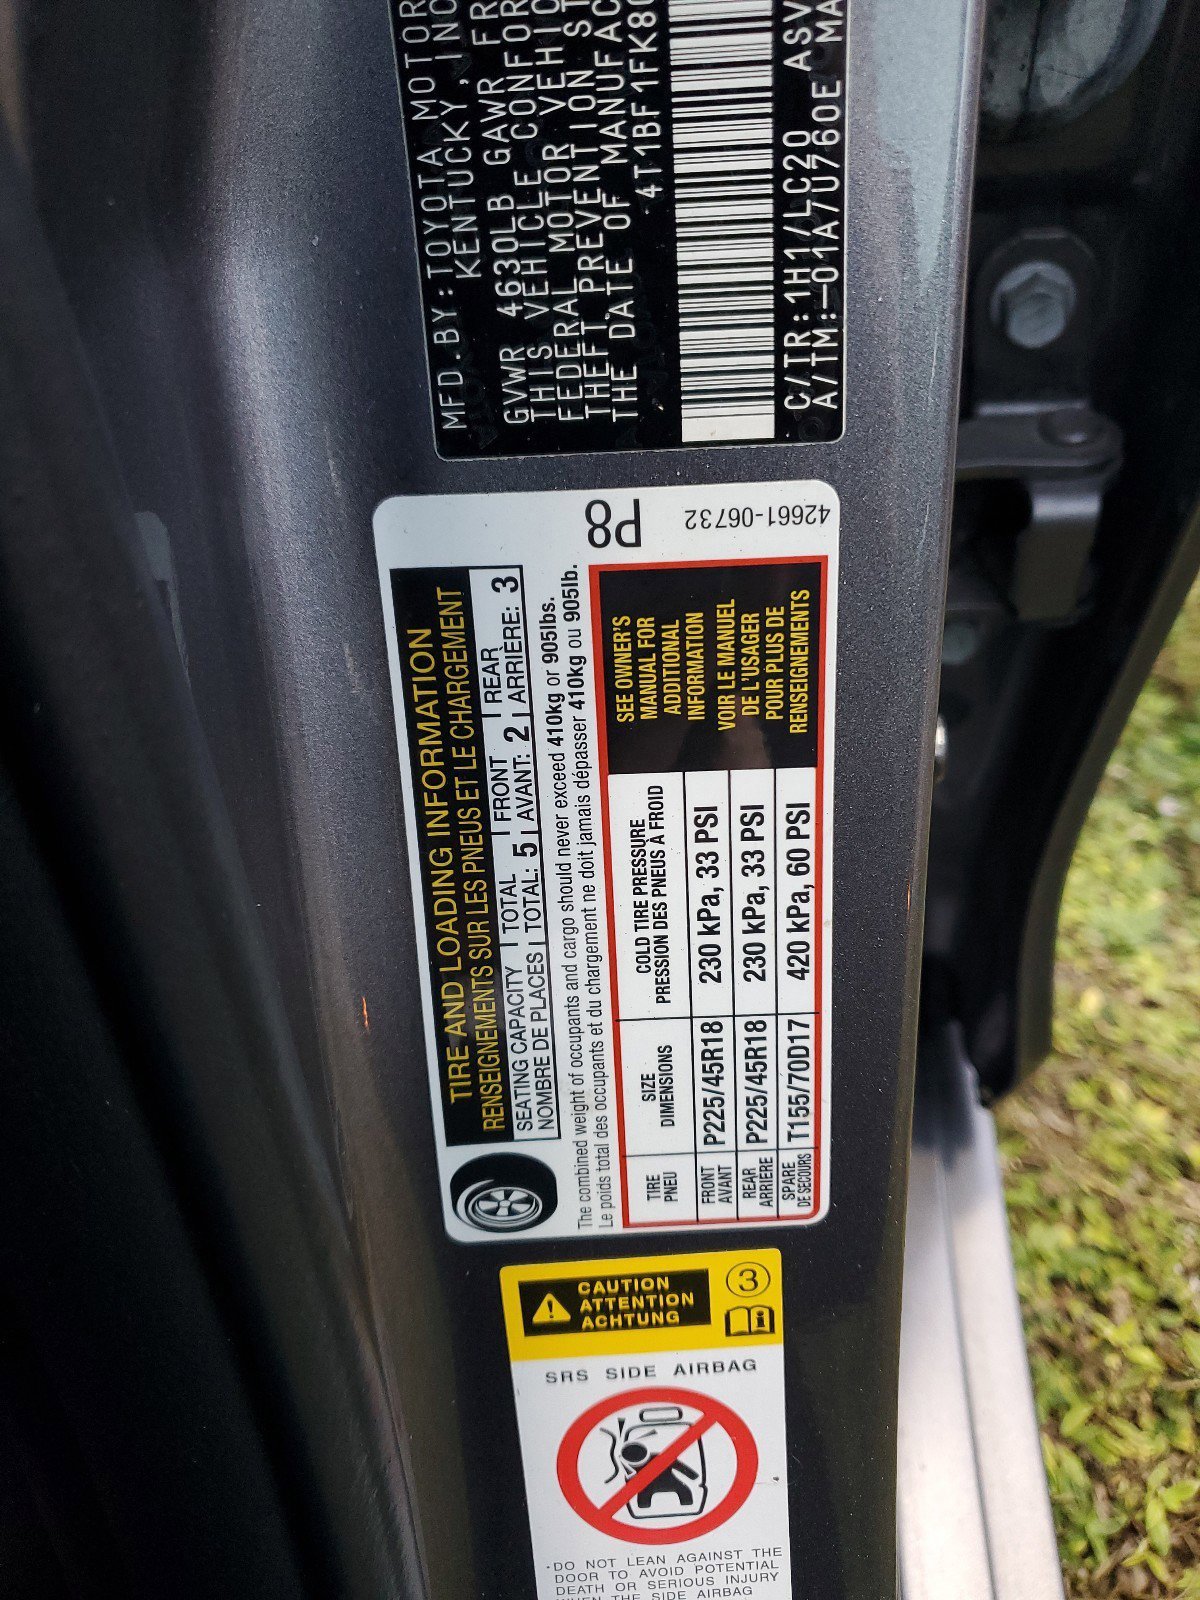 MFD.BY:TOYOTA MOTOR
KENTUCKY, INC
GVWR 4630LB GAWR FR
THIS VEHICLE CONFOR
FEDERAL MOTOR VEHIC
THEFT PREVENTION ST
THE DATE OF MANUFAC
4T1BF1FK8
C/TR:1H1/LC20 ASV
A/TM:-01A/U760E MA
P8
42661-06732
TIRE AND LOADING INFORMATION
RENSEIGNEMENTS SUR LES PNEUS ET LE CHARGEMENT
SEATING CAPACITY TOTAL 5 FRONT 2 REAR 3
NOMBRE DE PLACES TOTAL: AVANT: ARRIÈRE:
The combined weight of occupants and cargo should never exceed 410kg or 905lbs.
Le poids total des occupants et du chargement ne doit jamais dépasser 410kg ou 905lb.
TIRE SIZE COLD TIRE PRESSURE
PNEU DIMENSIONS PRESSION DES PNEUS À FROID
FRONT AVANT P225/45R18 230 kPa, 33 PSI
REAR ARRIÈRE P225/45R18 230 kPa, 33 PSI
SPARE DE SECOURS T155/70D17 420 kPa, 60 PSI
SEE OWNER'S
MANUAL FOR
ADDITIONAL
INFORMATION
VOIR LE MANUEL
DE L'USAGER
POUR PLUS DE
RENSEIGNEMENTS
CAUTION
ATTENTION
ACHTUNG
3
SRS SIDE AIRBAG
·DO NOT LEAN AGAINST THE
DOOR TO AVOID POTENTIAL
DEATH OR SERIOUS INJURY
WHEN THE SIDE AIRBAG